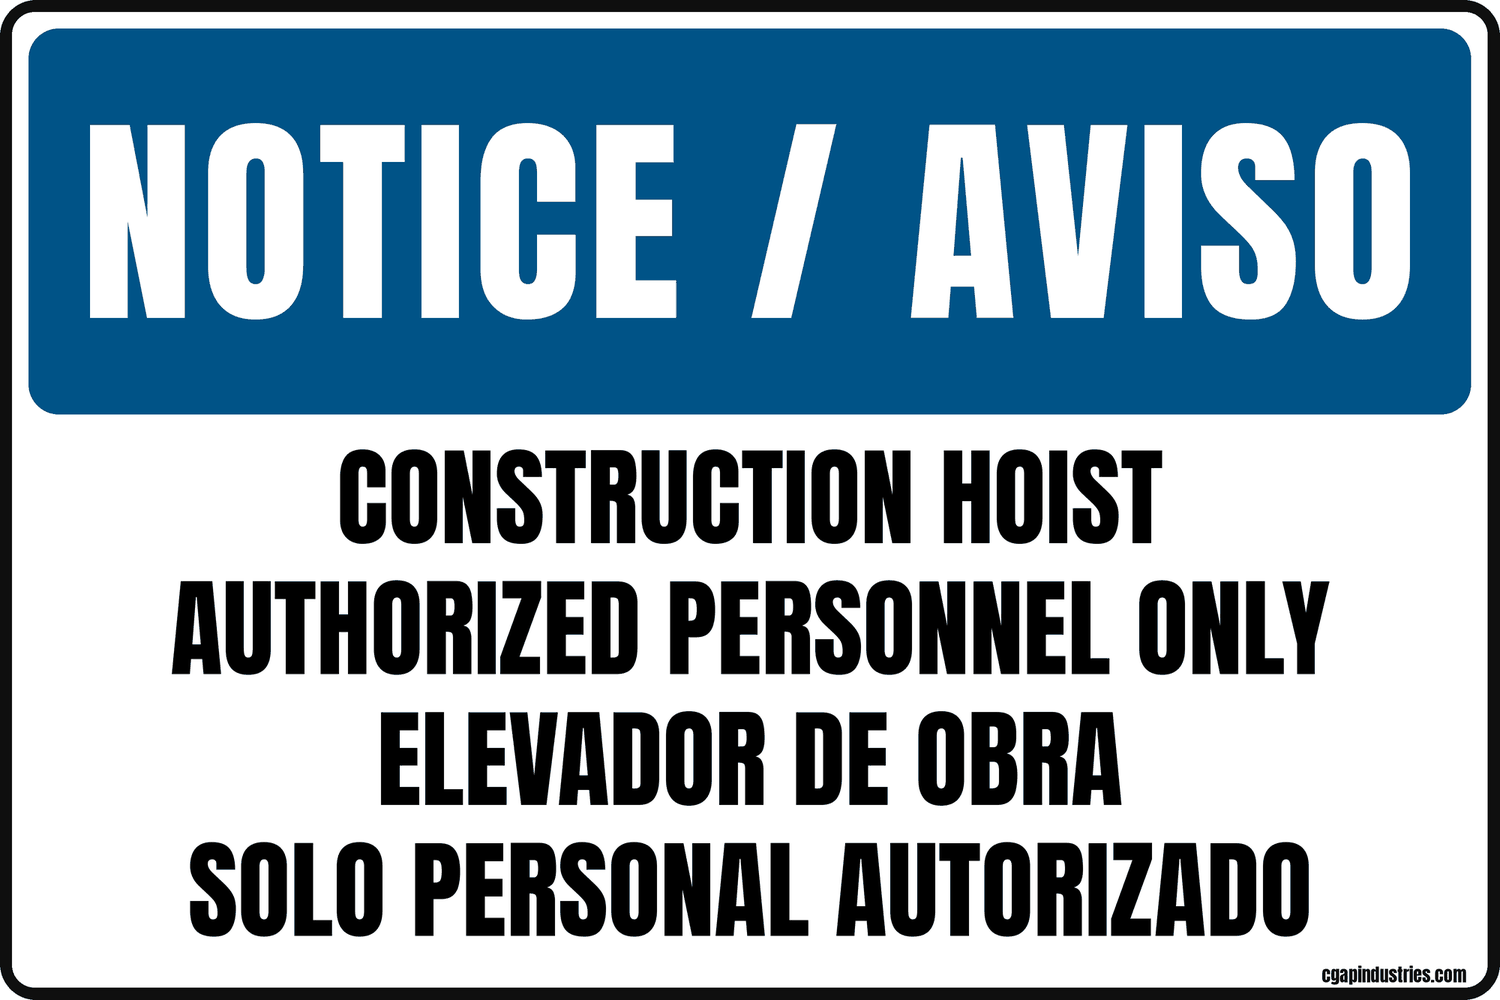 NOTICE / AVISO
CONSTRUCTION HOIST
AUTHORIZED PERSONNEL ONLY
ELEVADOR DE OBRA
SOLO PERSONAL AUTORIZADO
cgapindustries.com